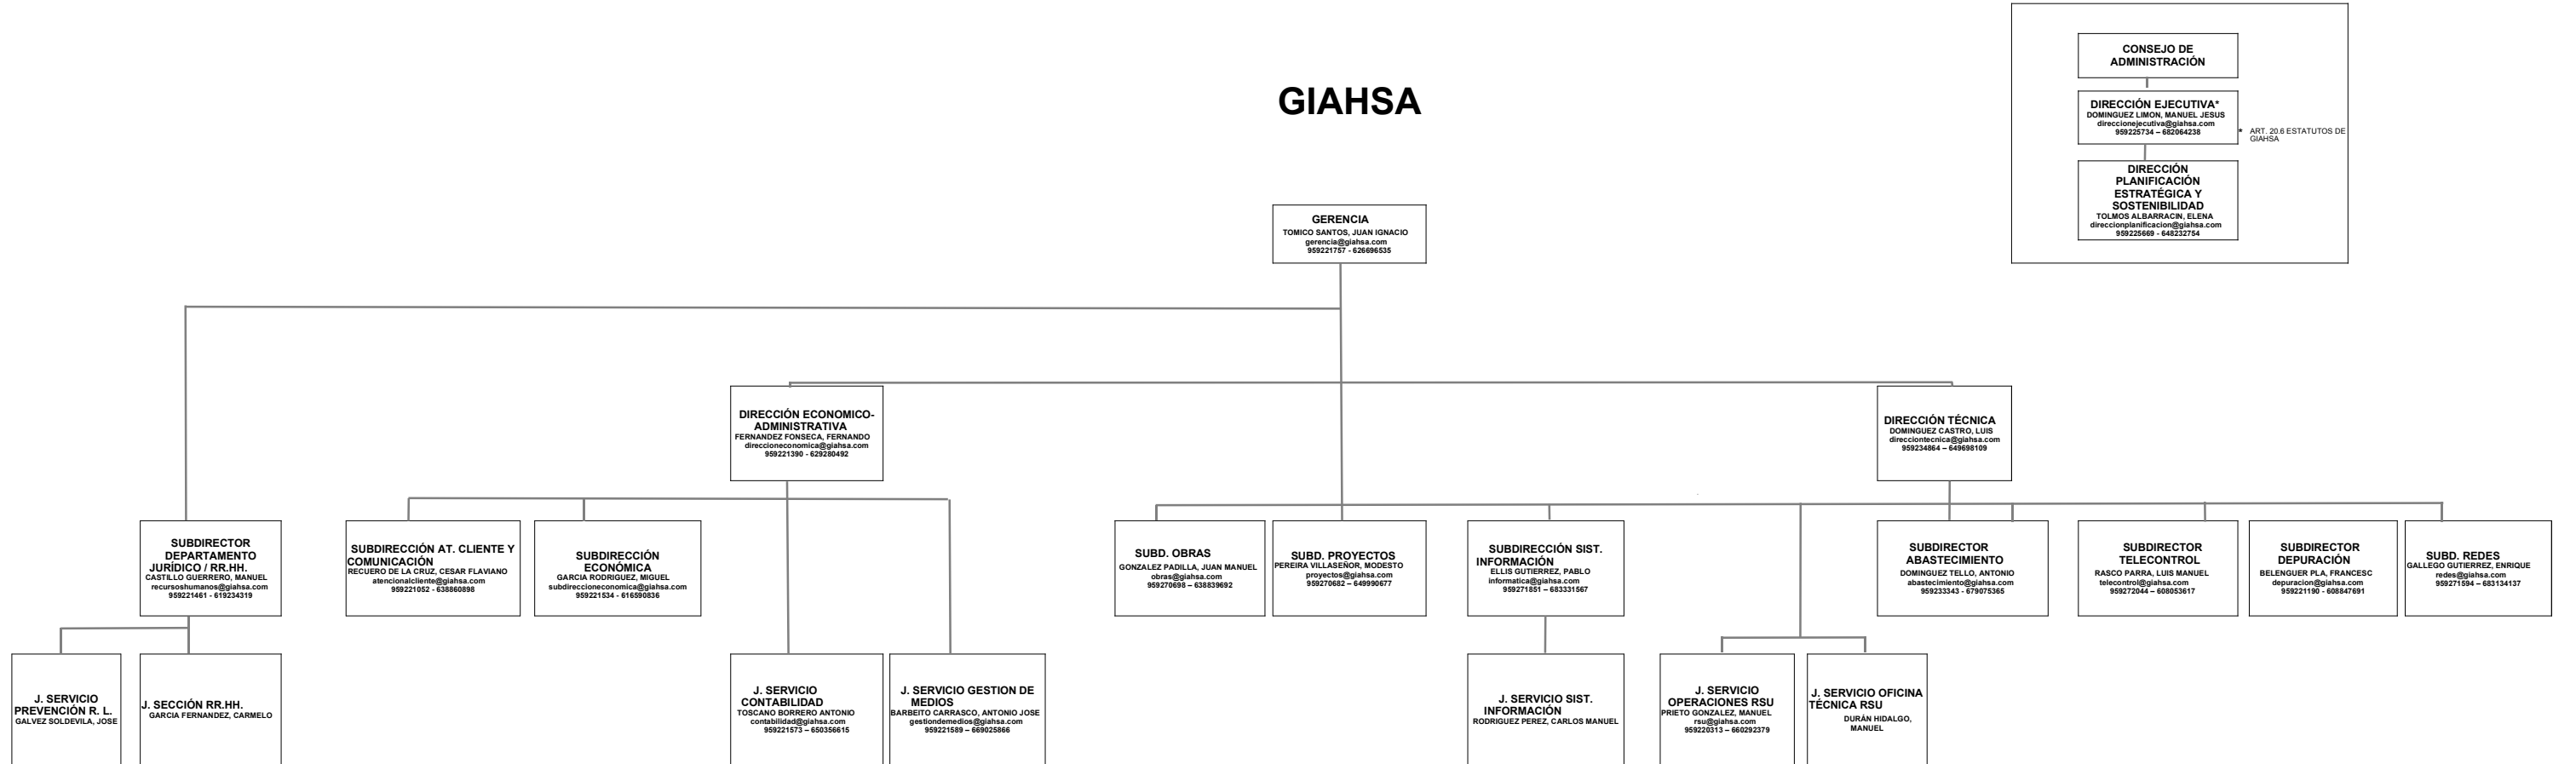 GIAHSA
CONSEJO DE
ADMINISTRACIÓN
DIRECCIÓN EJECUTIVA*
DOMINGUEZ LIMON, MANUEL JESUS
direccionejecutiva@giahsa.com
959225734 – 682064238
* ART. 20.6 ESTATUTOS DE
GIAHSA
DIRECCIÓN
PLANIFICACIÓN
ESTRATÉGICA Y
SOSTENIBILIDAD
TOLMOS ALBARRACIN, ELENA
direccionplanificacion@giahsa.com
959225669 - 648232754
GERENCIA
TOMICO SANTOS, JUAN IGNACIO
gerencia@giahsa.com
959221757 - 626696535
DIRECCIÓN ECONOMICO-
ADMINISTRATIVA
FERNANDEZ FONSECA, FERNANDO
direccioneconomica@giahsa.com
959221390 - 629280492
DIRECCIÓN TÉCNICA
DOMINGUEZ CASTRO, LUIS
direcciontecnica@giahsa.com
959234864 – 649698109
SUBDIRECTOR
DEPARTAMENTO
JURÍDICO / RR.HH.
CASTILLO GUERRERO, MANUEL
recursoshumanos@giahsa.com
959221461 - 619234319
SUBDIRECCIÓN AT. CLIENTE Y
COMUNICACIÓN
RECUERO DE LA CRUZ, CESAR FLAVIANO
atencionalcliente@giahsa.com
959221052 - 638860898
SUBDIRECCIÓN
ECONÓMICA
GARCIA RODRIGUEZ, MIGUEL
subdireccioneconomica@giahsa.com
959221534 - 616590836
SUBD. OBRAS
GONZALEZ PADILLA, JUAN MANUEL
obras@giahsa.com
959270698 – 638839692
SUBD. PROYECTOS
PEREIRA VILLASEÑOR, MODESTO
proyectos@giahsa.com
959270682 – 649990677
SUBDIRECCIÓN SIST.
INFORMACIÓN
ELLIS GUTIERREZ, PABLO
informatica@giahsa.com
959271851 – 683331567
SUBDIRECTOR
ABASTECIMIENTO
DOMINGUEZ TELLO, ANTONIO
abastecimiento@giahsa.com
959233343 - 679075365
SUBDIRECTOR
TELECONTROL
RASCO PARRA, LUIS MANUEL
telecontrol@giahsa.com
959272044 – 608053617
SUBDIRECTOR
DEPURACIÓN
BELENGUER PLA, FRANCESC
depuracion@giahsa.com
959221190 - 608847691
SUBD. REDES
GALLEGO GUTIERREZ, ENRIQUE
redes@giahsa.com
959271594 – 683134137
J. SERVICIO
PREVENCIÓN R. L.
GALVEZ SOLDEVILA, JOSE
J. SECCIÓN RR.HH.
GARCIA FERNANDEZ, CARMELO
J. SERVICIO
CONTABILIDAD
TOSCANO BORRERO ANTONIO
contabilidad@giahsa.com
959221573 – 650356615
J. SERVICIO GESTION DE
MEDIOS
BARBEITO CARRASCO, ANTONIO JOSE
gestiondemedios@giahsa.com
959221589 – 669025866
J. SERVICIO SIST.
INFORMACIÓN
RODRIGUEZ PEREZ, CARLOS MANUEL
J. SERVICIO
OPERACIONES RSU
PRIETO GONZALEZ, MANUEL
rsu@giahsa.com
959220313 – 660292379
J. SERVICIO OFICINA
TÉCNICA RSU
DURÁN HIDALGO,
MANUEL